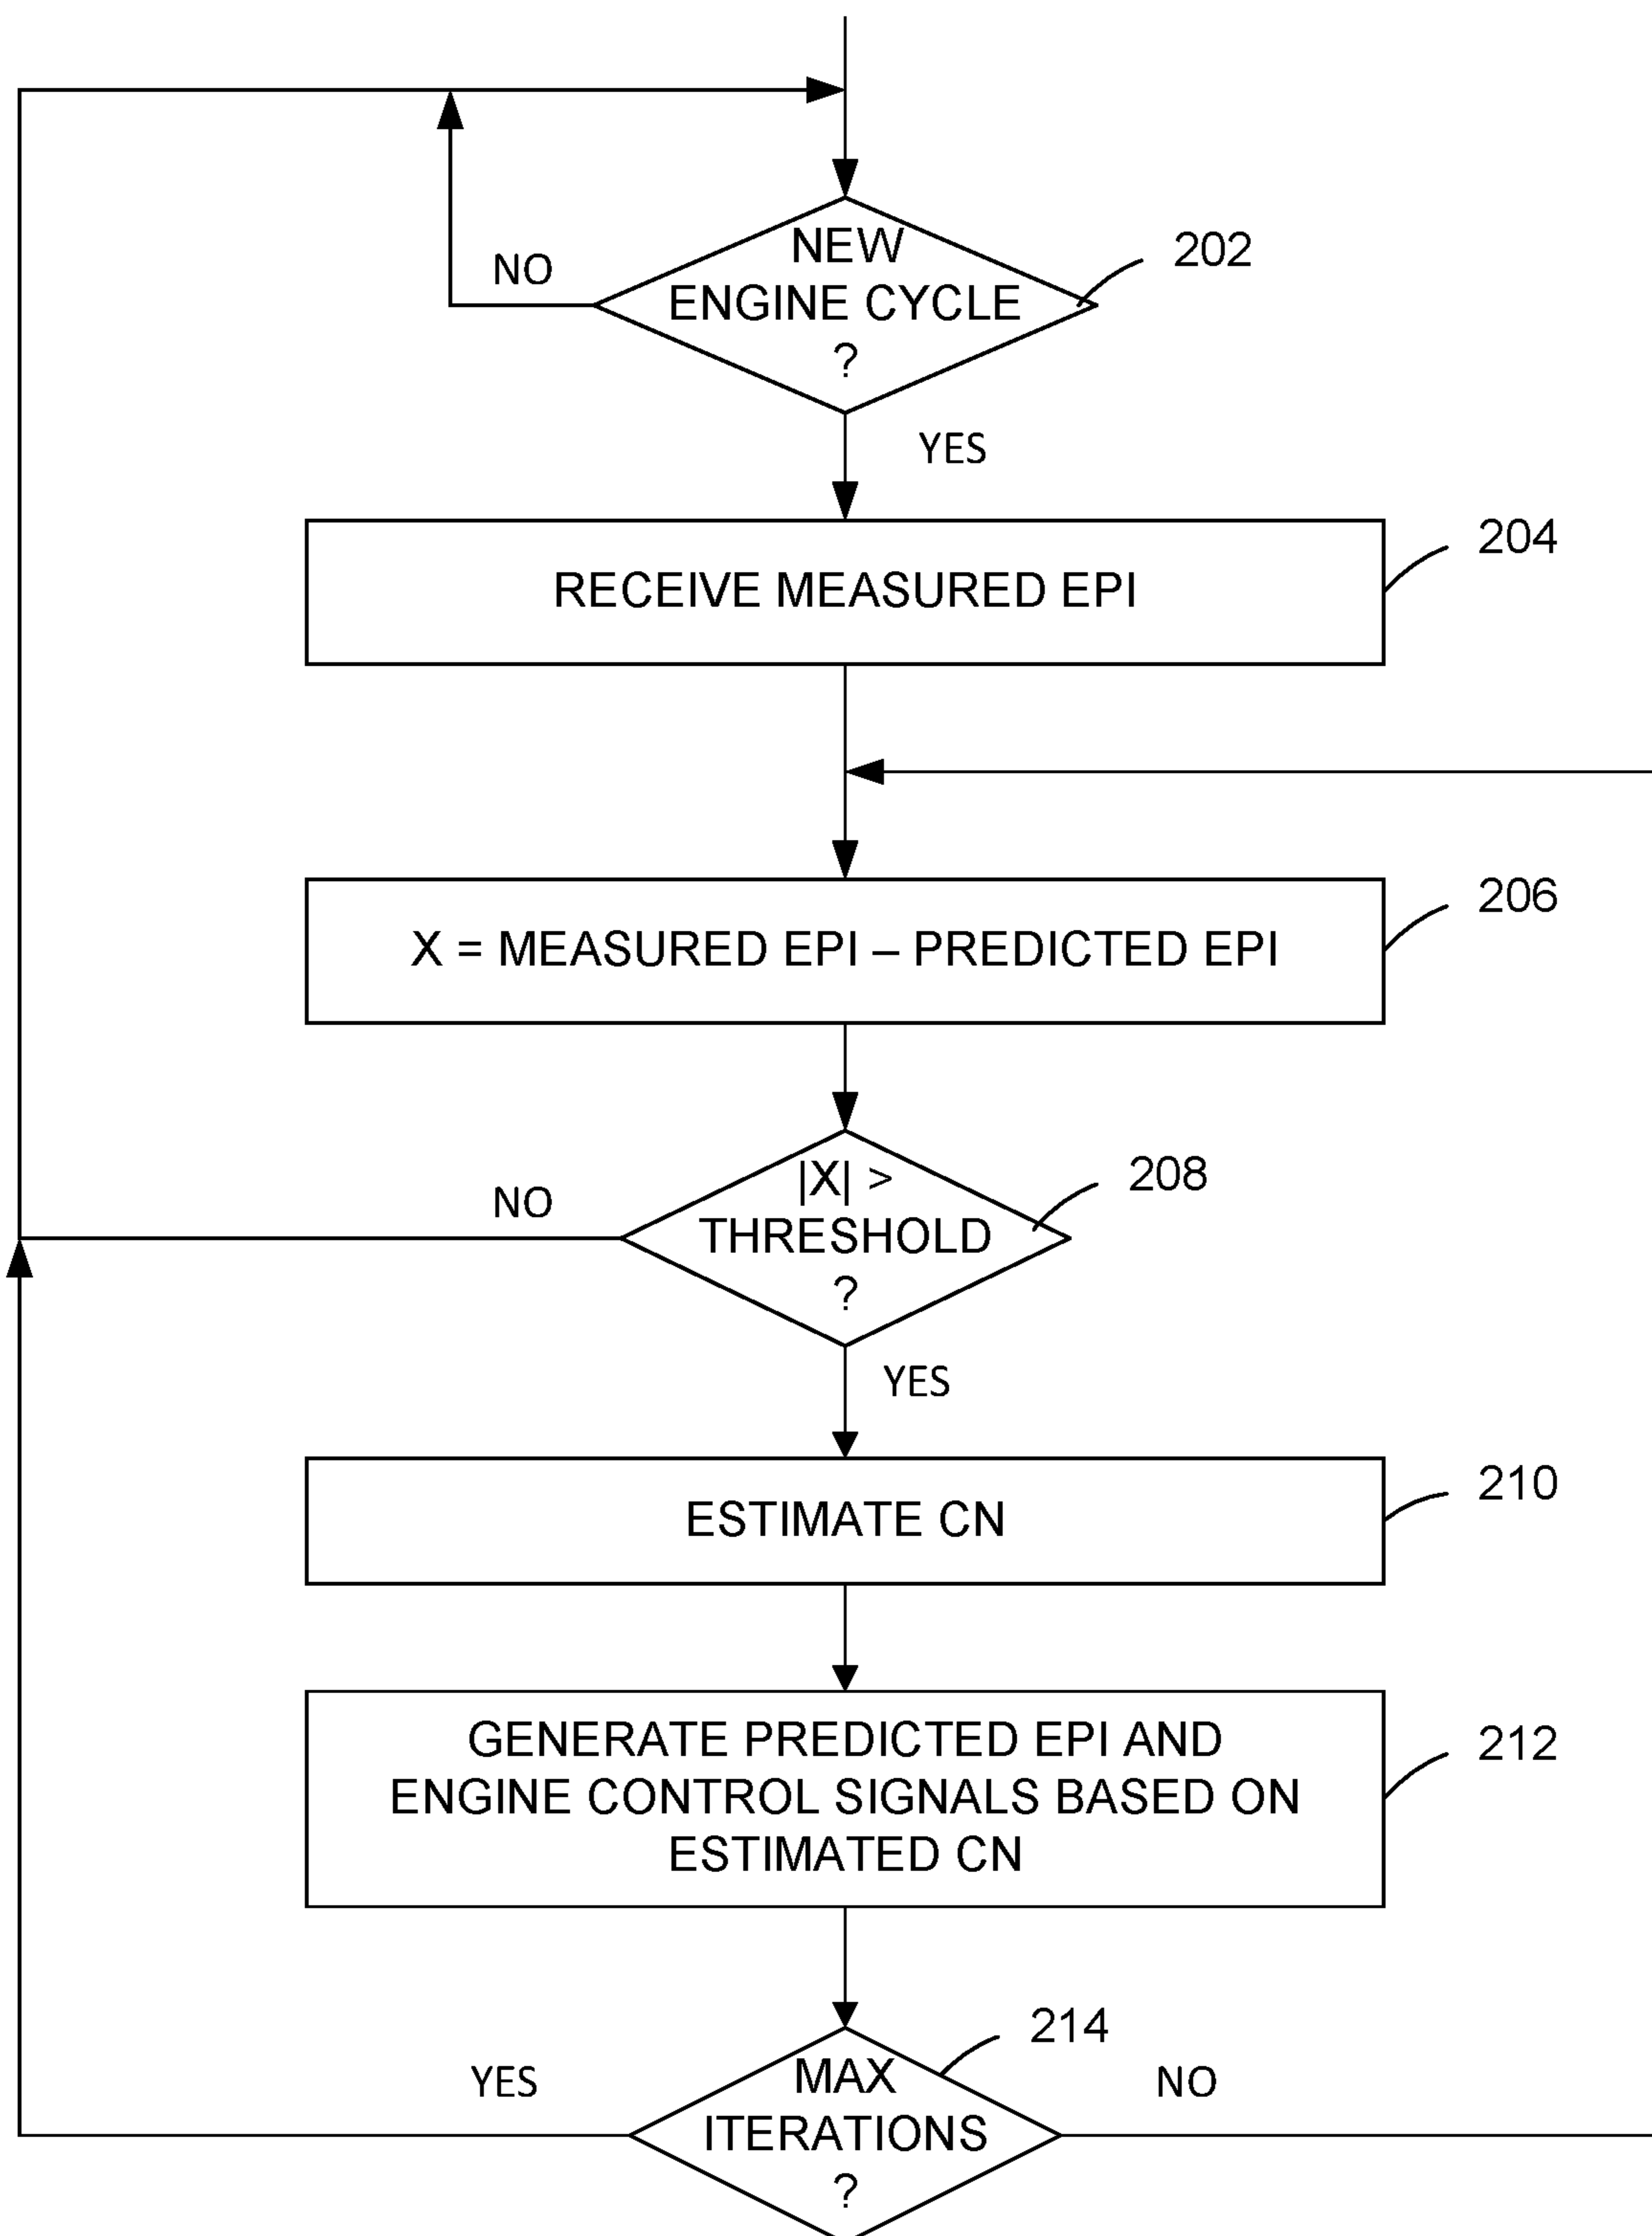 NEW
ENGINE CYCLE
?
202
NO
YES
RECEIVE MEASURED EPI
204
X = MEASURED EPI – PREDICTED EPI
206
|X| >
THRESHOLD
?
208
NO
YES
ESTIMATE CN
210
GENERATE PREDICTED EPI AND
ENGINE CONTROL SIGNALS BASED ON
ESTIMATED CN
212
MAX
ITERATIONS
?
214
YES
NO